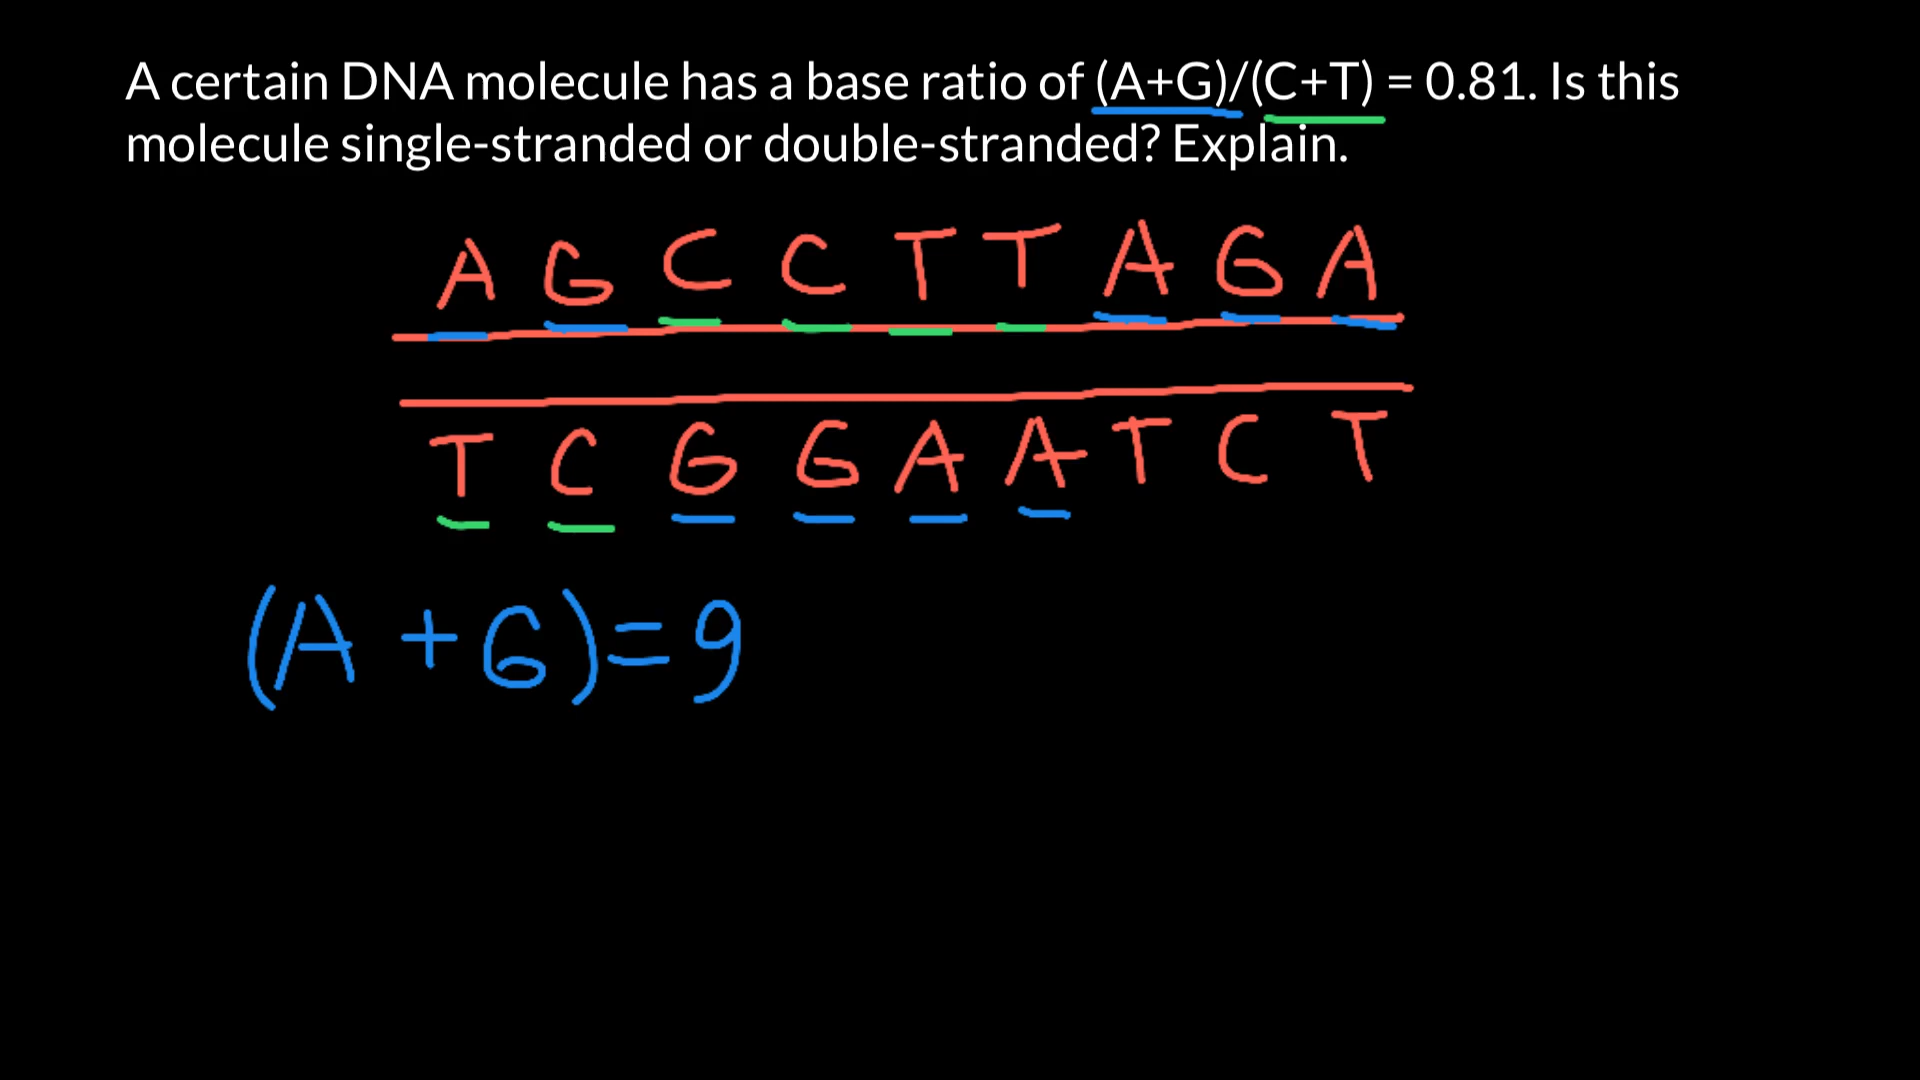 A certain DNA molecule has a base ratio of (A+G)/(C+T) = 0.81. Is this
molecule single-stranded or double-stranded? Explain.
A G C C T T A G A
T C G G A A T C T
(A + G) = 9